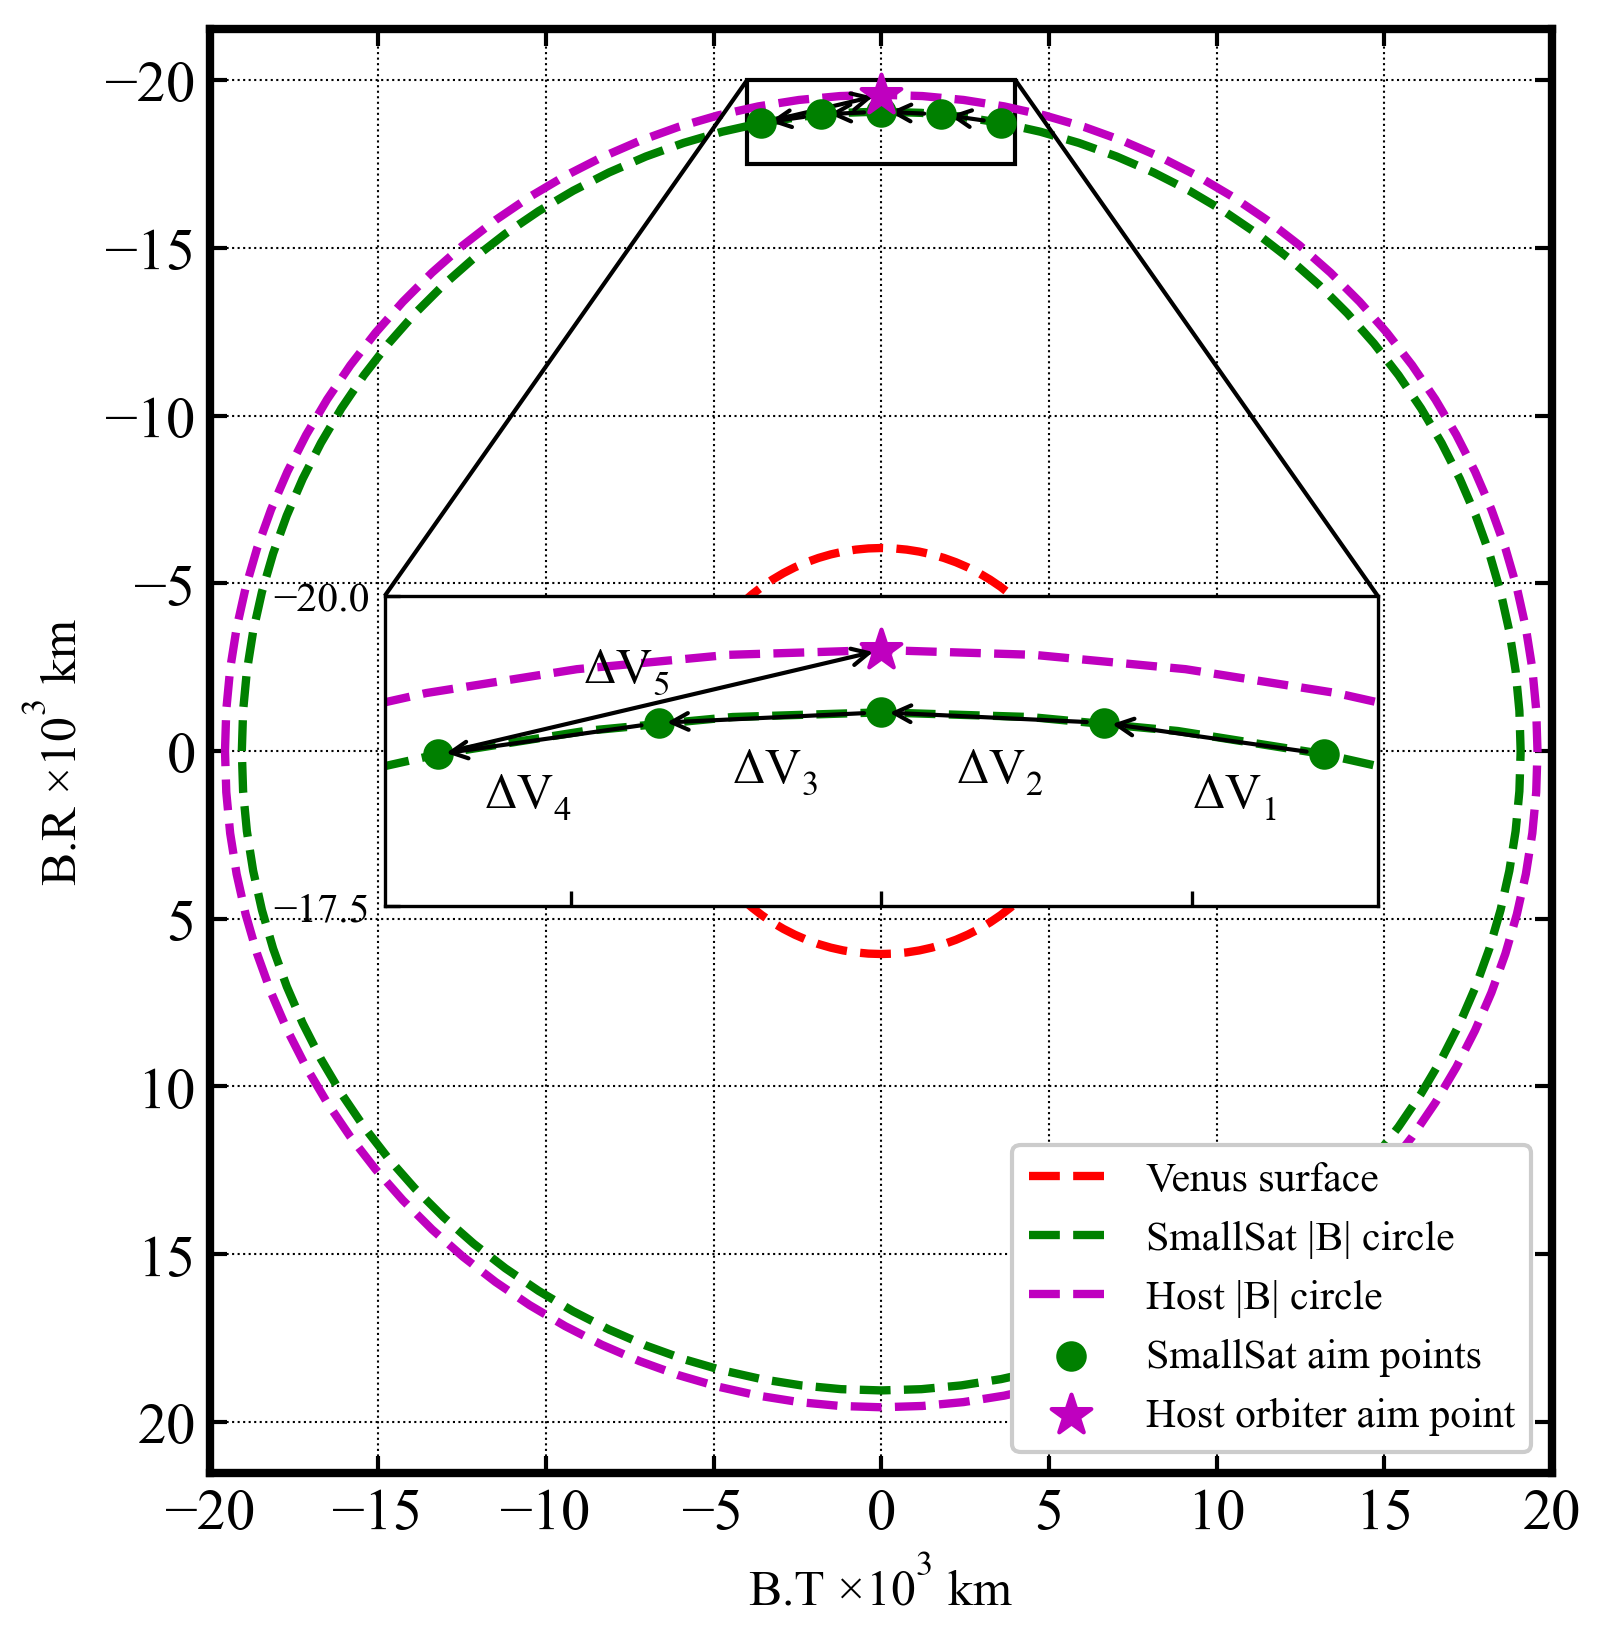 −20
−15
−10
−5
0
5
10
15
20
B.R ×10³ km
−20.0
−17.5
ΔV₅
ΔV₄
ΔV₃
ΔV₂
ΔV₁
Venus surface
SmallSat |B| circle
Host |B| circle
SmallSat aim points
Host orbiter aim point
−20 −15 −10 −5 0 5 10 15 20
B.T ×10³ km